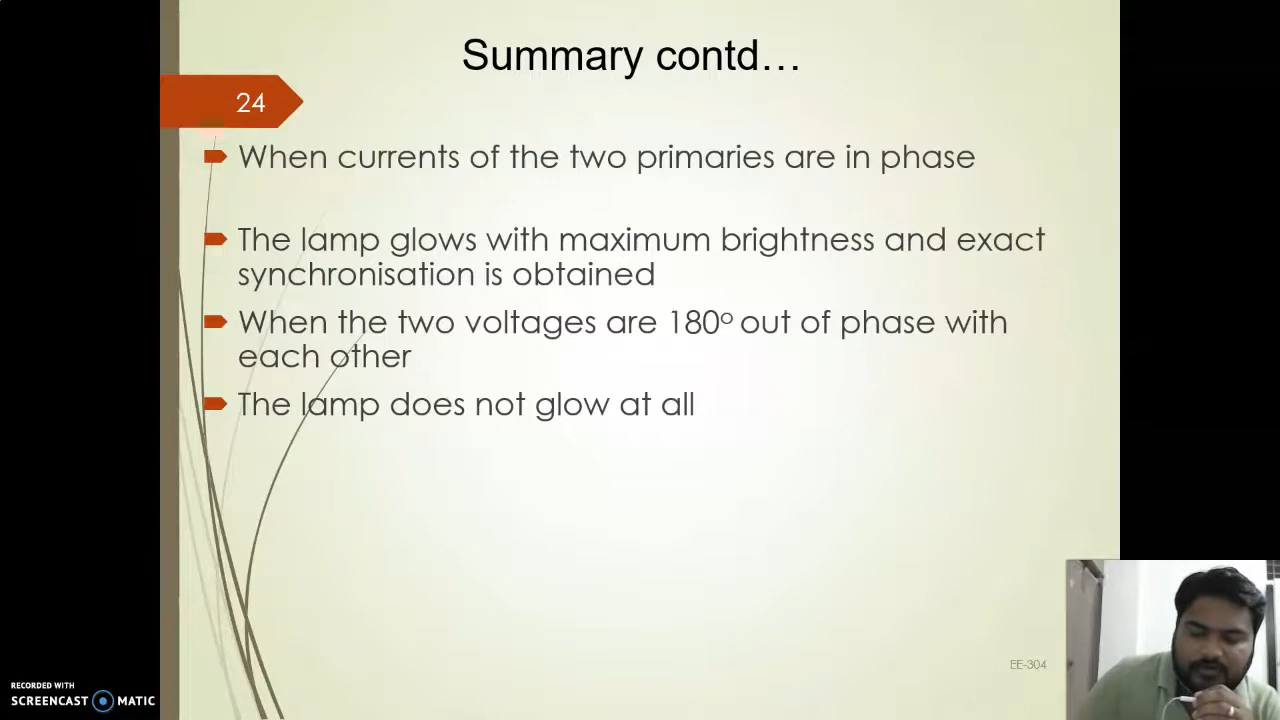 Summary contd…
24
When currents of the two primaries are in phase
The lamp glows with maximum brightness and exact
synchronisation is obtained
When the two voltages are 180º out of phase with
each other
The lamp does not glow at all
EE-304
RECORDED WITH
SCREENCAST MATIC